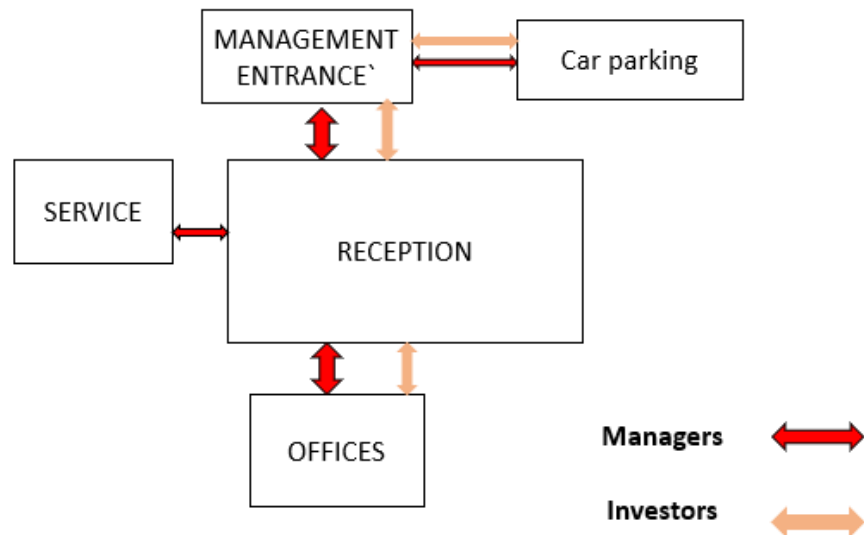 MANAGEMENT
ENTRANCE`
Car parking
SERVICE
RECEPTION
OFFICES
Managers
Investors